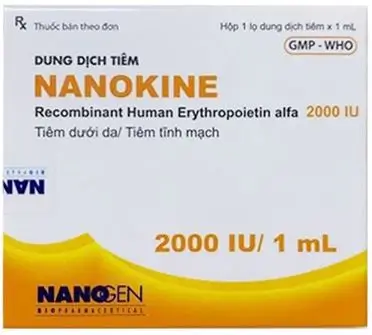 Rx Thuốc bán theo đơn
Hộp 1 lọ dung dịch tiêm x 1 mL
GMP - WHO
DUNG DỊCH TIÊM
NANOKINE
Recombinant Human Erythropoietin alfa 2000 IU
Tiêm dưới da/ Tiêm tĩnh mạch
NAN
2000 IU/ 1 mL
NANOGEN
BIOPHARMACEUTICAL